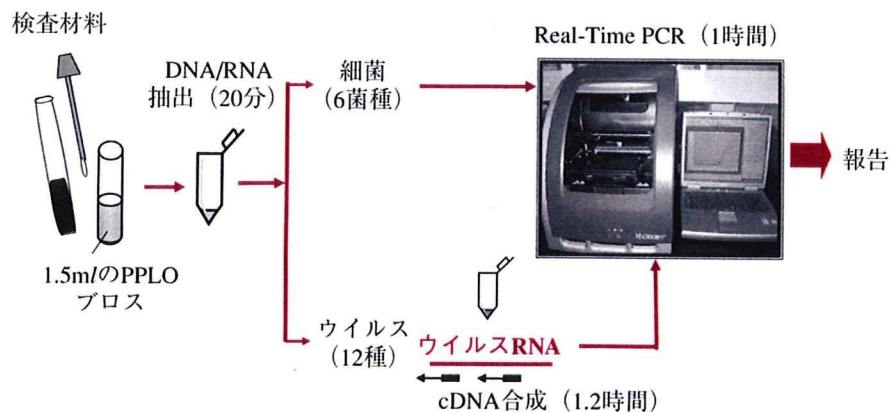 検査材料
DNA/RNA
抽出（20分）
1.5mlのPPLO
ブロス
細菌
（6菌種）
Real-Time PCR（1時間）
報告
ウイルス
（12種）
ウイルスRNA
cDNA合成（1.2時間）